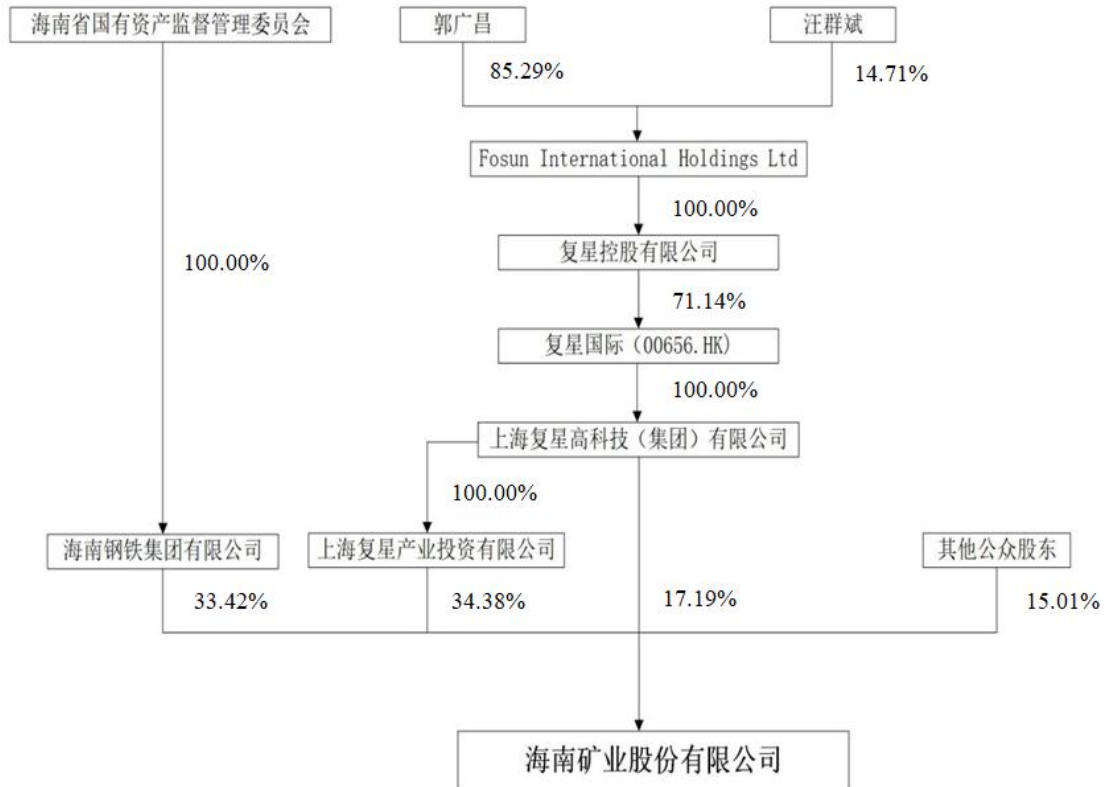 海南省国有资产监督管理委员会
郭广昌
汪群斌
85.29%
14.71%
Fosun International Holdings Ltd
100.00%
复星控股有限公司
100.00%
71.14%
复星国际（00656.HK)
100.00%
上海复星高科技（集团）有限公司
100.00%
海南钢铁集团有限公司
上海复星产业投资有限公司
其他公众股东
33.42%
34.38%
17.19%
15.01%
海南矿业股份有限公司